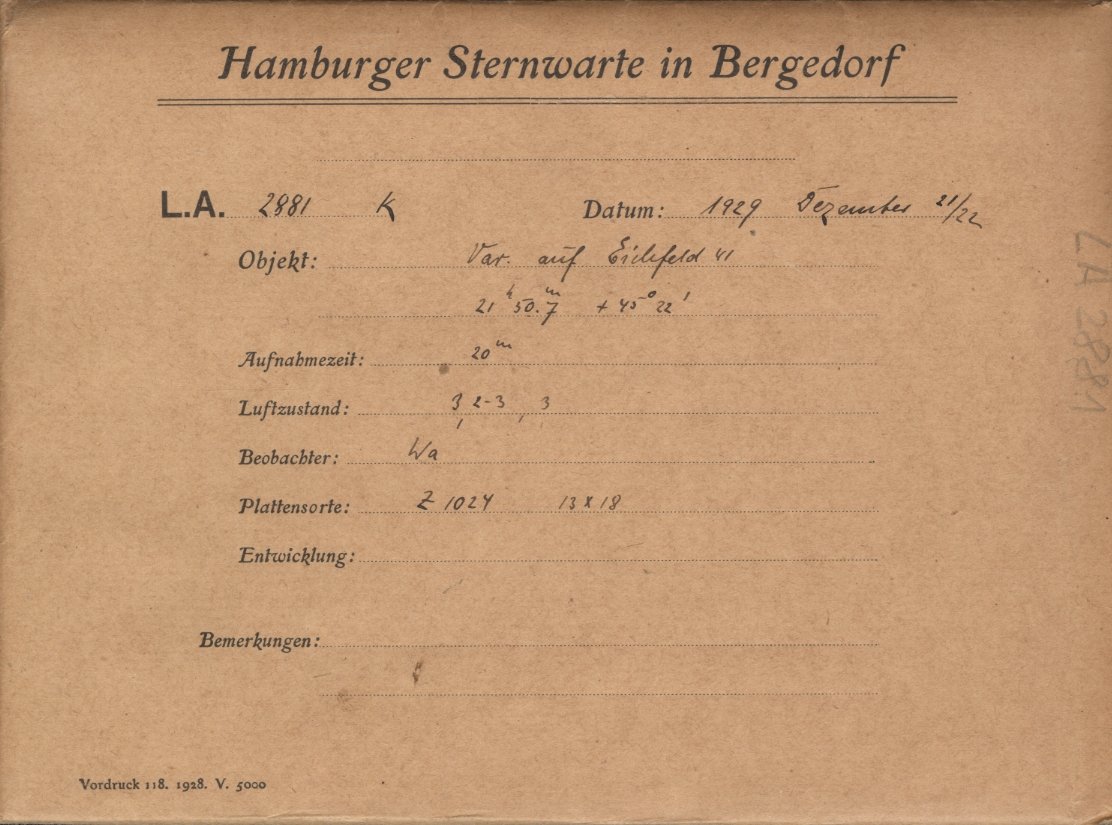 Hamburger Sternwarte in Bergedorf
L.A. 2881 K Datum: 1929 Dezember 21/22
Objekt: Var. auf Eichfeld 41
21ʰ 50.ᵐ7 + 45° 22'
Aufnahmezeit: 20ᵐ
Luftzustand: 3, 2-3, 3
Beobachter: Wa
Plattensorte: Z 1024 13 x 18
Entwicklung:
Bemerkungen:
Vordruck 118. 1928. V. 5000
LA 2881